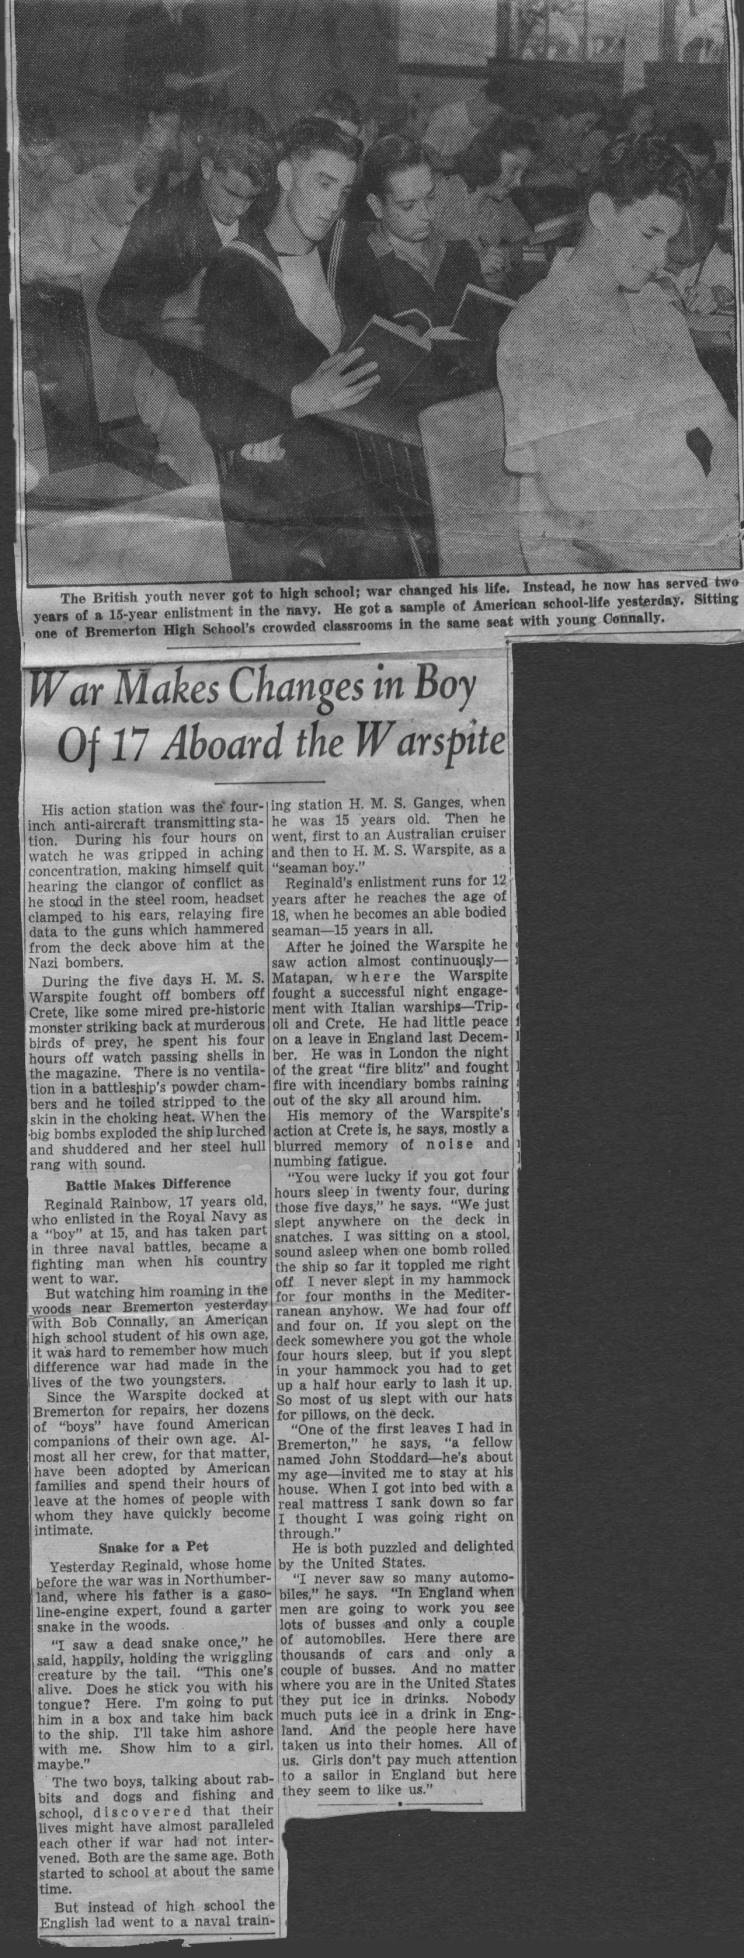 The British youth never got to high school; war changed his life. Instead, he now has served two
years of a 15-year enlistment in the navy. He got a sample of American school-life yesterday. Sitting
one of Bremerton High School's crowded classrooms in the same seat with young Connally.
War Makes Changes in Boy
Of 17 Aboard the Warspite
His action station was the four-
inch anti-aircraft transmitting sta-
tion. During his four hours on
watch he was gripped in aching
concentration, making himself quit
hearing the clangor of conflict as
he stood in the steel room, headset
clamped to his ears, relaying fire
data to the guns which hammered
from the deck above him at the
Nazi bombers.
During the five days H. M. S.
Warspite fought off bombers off
Crete, like some mired pre-historic
monster striking back at murderous
birds of prey, he spent his four
hours off watch passing shells in
the magazine. There is no ventila-
tion in a battleship's powder cham-
bers and he toiled stripped to the
skin in the choking heat. When the
big bombs exploded the ship lurched
and shuddered and her steel hull
rang with sound.
Battle Makes Difference
Reginald Rainbow, 17 years old,
who enlisted in the Royal Navy as
a "boy" at 15, and has taken part
in three naval battles, became a
fighting man when his country
went to war.
But watching him roaming in the
woods near Bremerton yesterday
with Bob Connally, an American
high school student of his own age,
it was hard to remember how much
difference war had made in the
lives of the two youngsters.
Since the Warspite docked at
Bremerton for repairs, her dozens
of "boys" have found American
companions of their own age. Al-
most all her crew, for that matter,
have been adopted by American
families and spend their hours of
leave at the homes of people with
whom they have quickly become
intimate.
Snake for a Pet
Yesterday Reginald, whose home
before the war was in Northumber-
land, where his father is a gaso-
line-engine expert, found a garter
snake in the woods.
"I saw a dead snake once," he
said, happily, holding the wriggling
creature by the tail. "This one's
alive. Does he stick you with his
tongue? Here. I'm going to put
him in a box and take him back
to the ship. I'll take him ashore
with me. Show him to a girl,
maybe."
The two boys, talking about rab-
bits and dogs and fishing and
school, discovered that their
lives might have almost paralleled
each other if war had not inter-
vened. Both are the same age. Both
started to school at about the same
time.
But instead of high school the
English lad went to a naval train-
ing station H. M. S. Ganges, when
he was 15 years old. Then he
went, first to an Australian cruiser
and then to H. M. S. Warspite, as a
"seaman boy."
Reginald's enlistment runs for 12
years after he reaches the age of
18, when he becomes an able bodied
seaman—15 years in all.
After he joined the Warspite he
saw action almost continuously—
Matapan, where the Warspite
fought a successful night engage-
ment with Italian warships—Trip-
oli and Crete. He had little peace
on a leave in England last Decem-
ber. He was in London the night
of the great "fire blitz" and fought
fire with incendiary bombs raining
out of the sky all around him.
His memory of the Warspite's
action at Crete is, he says, mostly a
blurred memory of noise and
numbing fatigue.
"You were lucky if you got four
hours sleep in twenty four, during
those five days," he says. "We just
slept anywhere on the deck in
snatches. I was sitting on a stool,
sound asleep when one bomb rolled
the ship so far it toppled me right
off. I never slept in my hammock
for four months in the Mediter-
ranean anyhow. We had four off
and four on. If you slept on the
deck somewhere you got the whole
four hours sleep, but if you slept
in your hammock you had to get
up a half hour early to lash it up.
So most of us slept with our hats
for pillows, on the deck.
"One of the first leaves I had in
Bremerton," he says, "a fellow
named John Stoddard—he's about
my age—invited me to stay at his
house. When I got into bed with a
real mattress I sank down so far
I thought I was going right on
through."
He is both puzzled and delighted
by the United States.
"I never saw so many automo-
biles," he says. "In England when
men are going to work you see
lots of busses and only a couple
of automobiles. Here there are
thousands of cars and only a
couple of busses. And no matter
where you are in the United States
they put ice in drinks. Nobody
much puts ice in a drink in Eng-
land. And the people here have
taken us into their homes. All of
us. Girls don't pay much attention
to a sailor in England but here
they seem to like us."